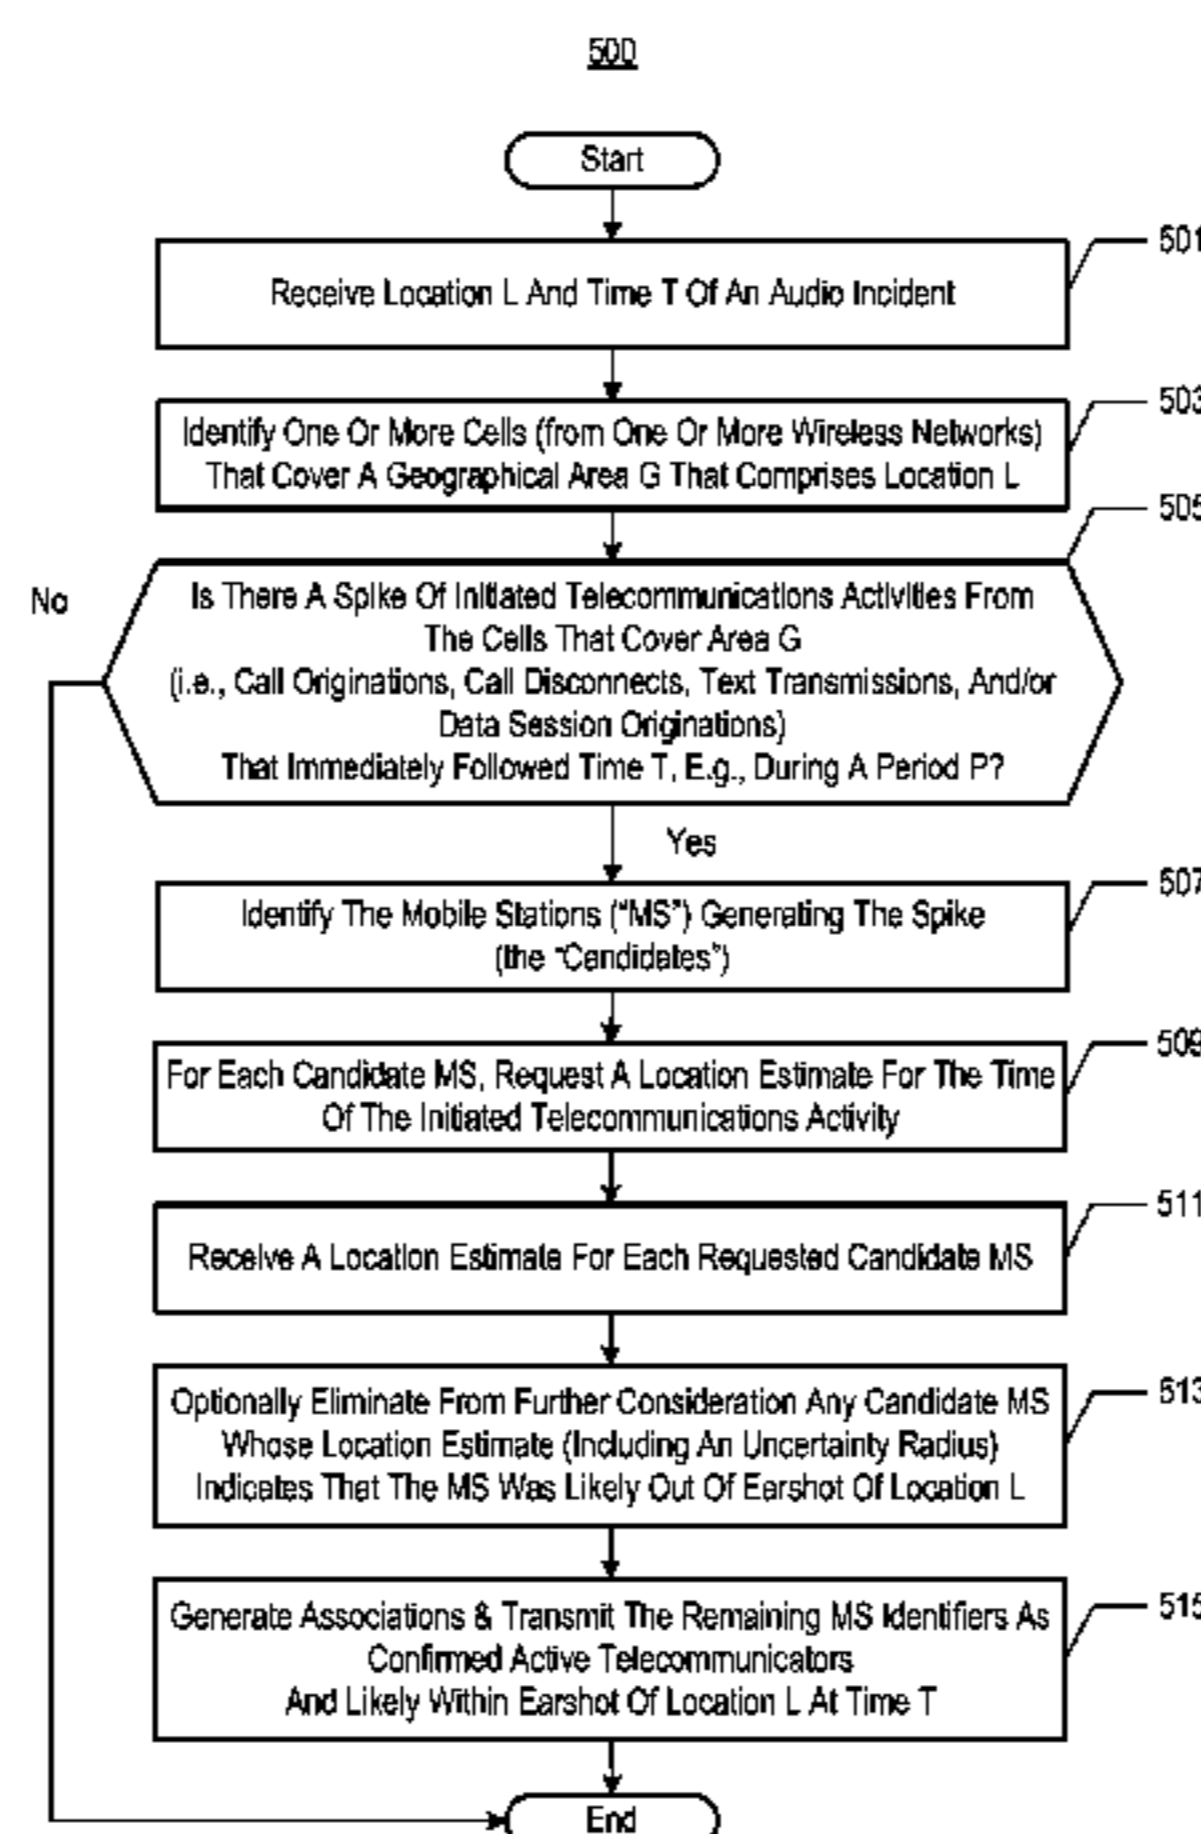 500
Start
501
Receive Location L And Time T Of An Audio Incident
503
Identify One Or More Cells (from One Or More Wireless Networks)
That Cover A Geographical Area G That Comprises Location L
505
No
Is There A Spike Of Initiated Telecommunications Activities From
The Cells That Cover Area G
(i.e., Call Originations, Call Disconnects, Text Transmissions, And/or
Data Session Originations)
That Immediately Followed Time T, E.g., During A Period P?
Yes
507
Identify The Mobile Stations (“MS”) Generating The Spike
(the “Candidates”)
509
For Each Candidate MS, Request A Location Estimate For The Time
Of The Initiated Telecommunications Activity
511
Receive A Location Estimate For Each Requested Candidate MS
513
Optionally Eliminate From Further Consideration Any Candidate MS
Whose Location Estimate (Including An Uncertainty Radius)
Indicates That The MS Was Likely Out Of Earshot Of Location L
515
Generate Associations & Transmit The Remaining MS Identifiers As
Confirmed Active Telecommunicators
And Likely Within Earshot Of Location L At Time T
End